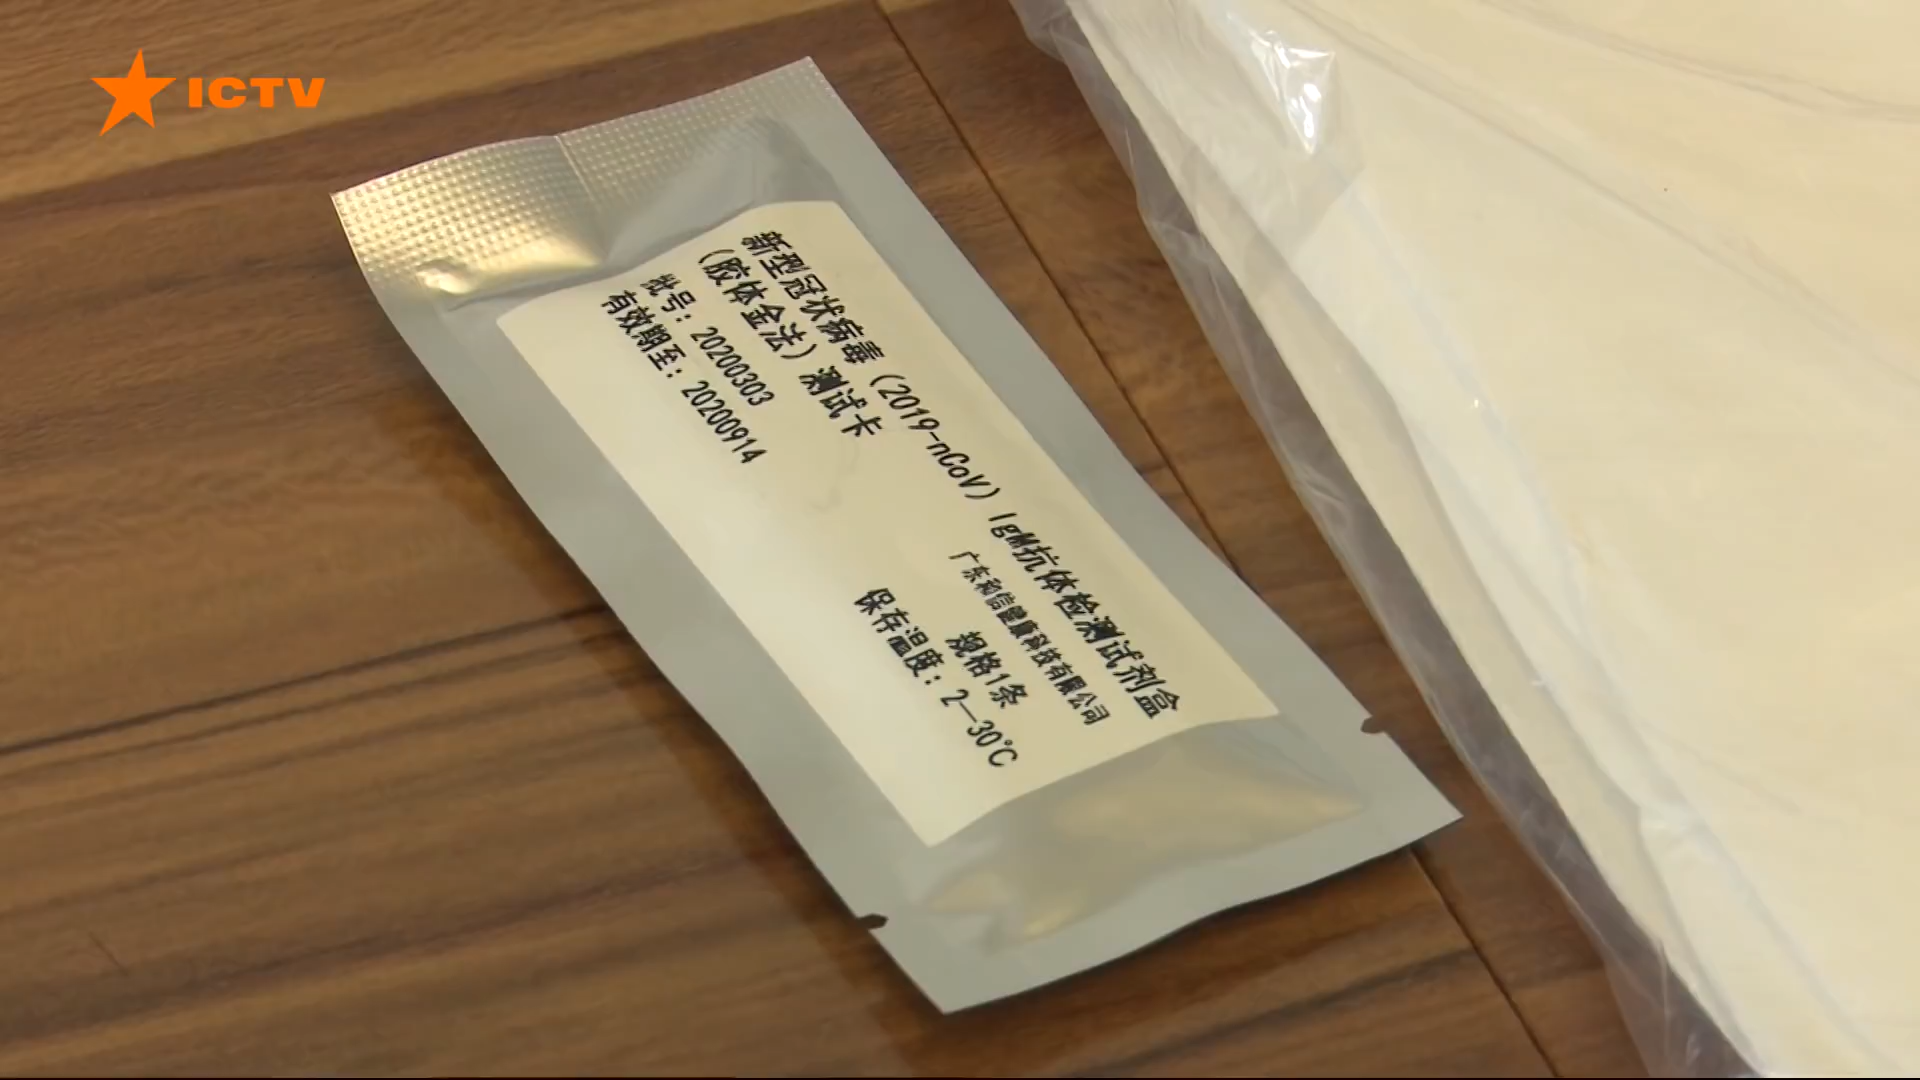 ICTV
新型冠状病毒（2019-nCoV）IgM抗体检测试剂盒
（胶体金法）测试卡
广东和信健康科技有限公司
批号：20200303
规格1条
有效期至：20200914
保存温度：2—30℃